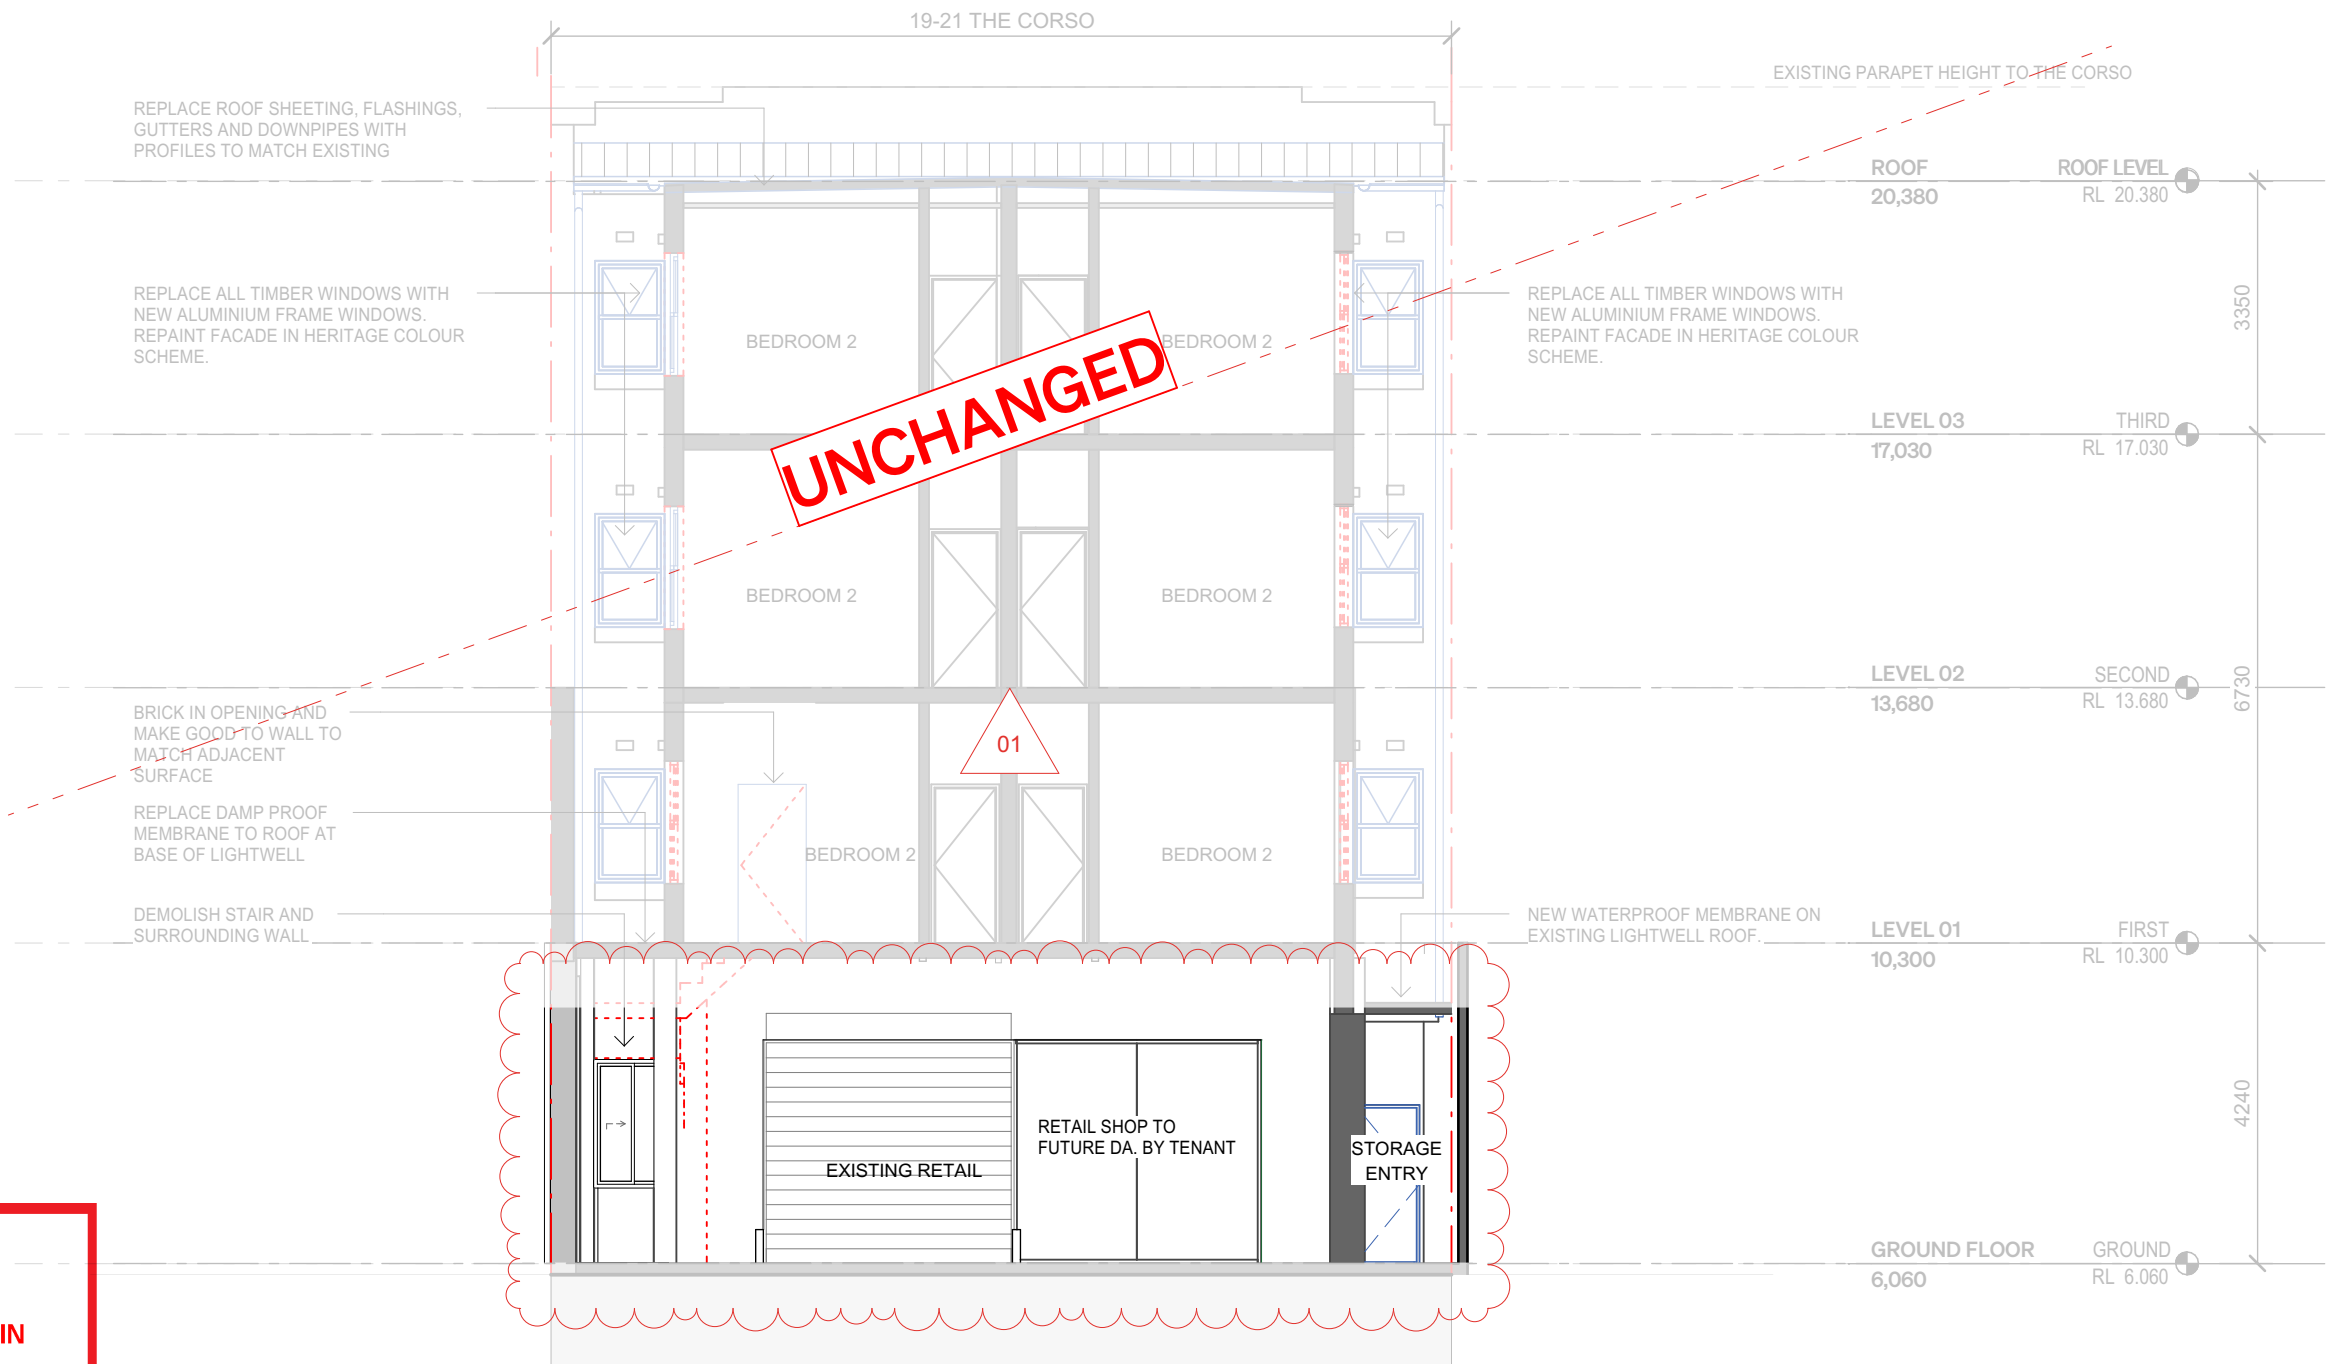 19-21 THE CORSO
EXISTING PARAPET HEIGHT TO THE CORSO
REPLACE ROOF SHEETING, FLASHINGS,
GUTTERS AND DOWNPIPES WITH
PROFILES TO MATCH EXISTING
ROOF
20,380
ROOF LEVEL
RL 20.380
REPLACE ALL TIMBER WINDOWS WITH
NEW ALUMINIUM FRAME WINDOWS.
REPAINT FACADE IN HERITAGE COLOUR
SCHEME.
BEDROOM 2
BEDROOM 2
REPLACE ALL TIMBER WINDOWS WITH
NEW ALUMINIUM FRAME WINDOWS.
REPAINT FACADE IN HERITAGE COLOUR
SCHEME.
3350
UNCHANGED
LEVEL 03
17,030
THIRD
RL 17.030
BEDROOM 2
BEDROOM 2
LEVEL 02
13,680
SECOND
RL 13.680
6730
BRICK IN OPENING AND
MAKE GOOD TO WALL TO
MATCH ADJACENT
SURFACE
01
REPLACE DAMP PROOF
MEMBRANE TO ROOF AT
BASE OF LIGHTWELL
BEDROOM 2
BEDROOM 2
DEMOLISH STAIR AND
SURROUNDING WALL
NEW WATERPROOF MEMBRANE ON
EXISTING LIGHTWELL ROOF.
LEVEL 01
10,300
FIRST
RL 10.300
4240
RETAIL SHOP TO
FUTURE DA. BY TENANT
EXISTING RETAIL
STORAGE
ENTRY
GROUND FLOOR
6,060
GROUND
RL 6.060
IN